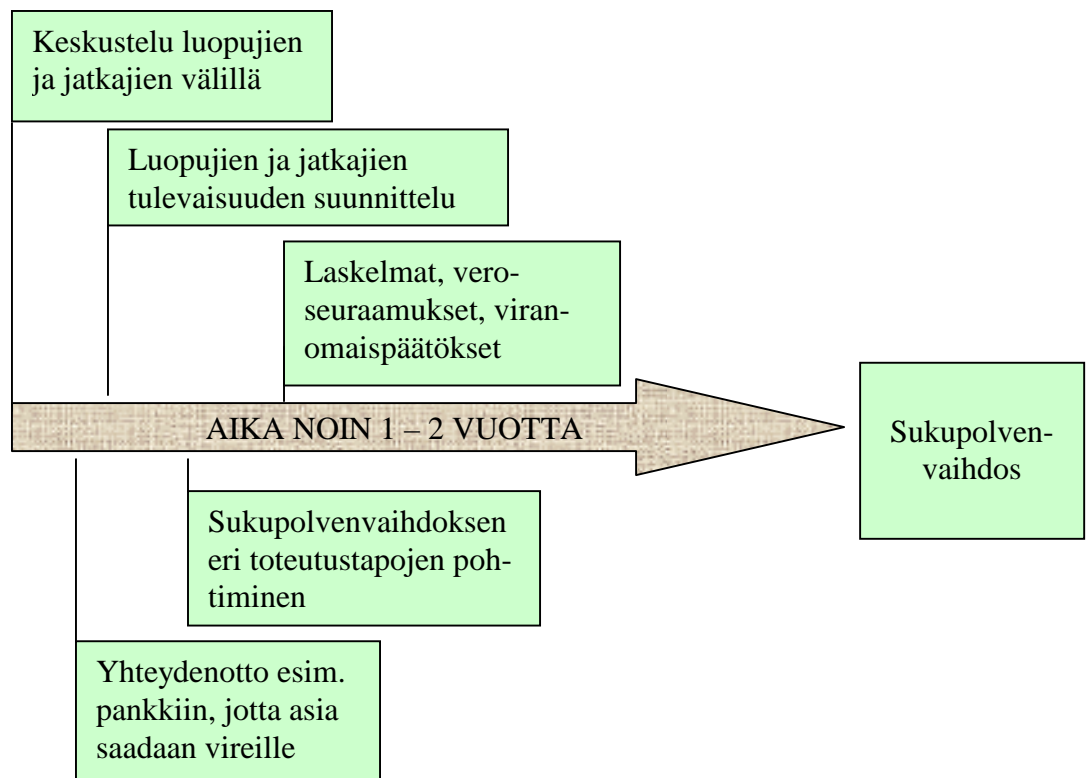 Keskustelu luopujien
ja jatkajien välillä
Luopujien ja jatkajien
tulevaisuuden suunnittelu
Laskelmat, vero-
seuraamukset, viran-
omaispäätökset
AIKA NOIN 1 – 2 VUOTTA
Sukupolven-
vaihdos
Sukupolvenvaihdoksen
eri toteutustapojen poh-
timinen
Yhteydenotto esim.
pankkiin, jotta asia
saadaan vireille